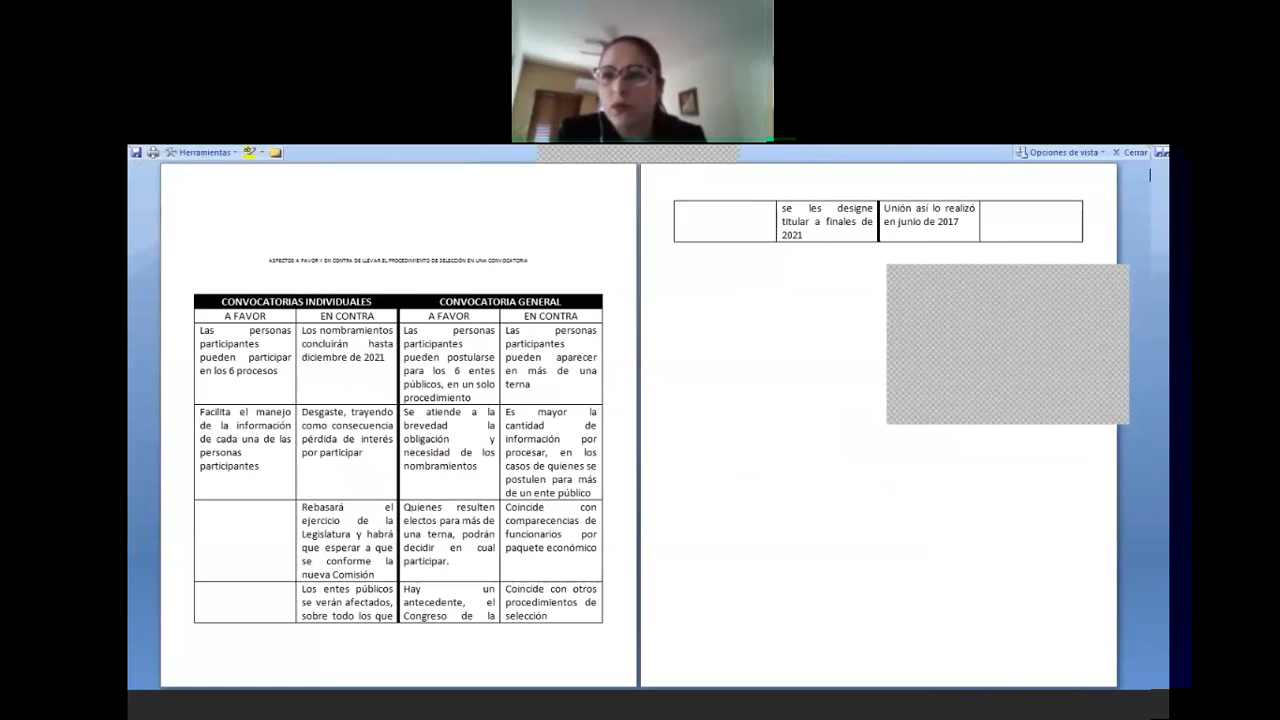 Herramientas
Opciones de vista
Cerrar
ASPECTOS A FAVOR Y EN CONTRA DE LLEVAR EL PROCEDIMIENTO DE SELECCIÓN EN UNA CONVOCATORIA
CONVOCATORIAS INDIVIDUALES
CONVOCATORIA GENERAL
A FAVOR
EN CONTRA
A FAVOR
EN CONTRA
Las personas
participantes
pueden participar
en los 6 procesos
Los nombramientos
concluirán hasta
diciembre de 2021
Las personas
participantes
pueden postularse
para los 6 entes
públicos, en un solo
procedimiento
Las personas
participantes
pueden aparecer
en más de una
terna
Facilita el manejo
de la información
de cada una de las
personas
participantes
Desgaste, trayendo
como consecuencia
pérdida de interés
por participar
Se atiende a la
brevedad la
obligación y
necesidad de los
nombramientos
Es mayor la
cantidad de
información por
procesar, en los
casos de quienes se
postulen para más
de un ente público
Rebasará el
ejercicio de la
Legislatura y habrá
que esperar a que
se conforme la
nueva Comisión
Quienes resulten
electos para más de
una terna, podrán
decidir en cual
participar.
Coincide con
comparecencias de
funcionarios por
paquete económico
Los entes públicos
se verán afectados,
sobre todo los que
Hay un
antecedente, el
Congreso de la
Coincide con otros
procedimientos de
selección
se les designe
titular a finales de
2021
Unión así lo realizó
en junio de 2017